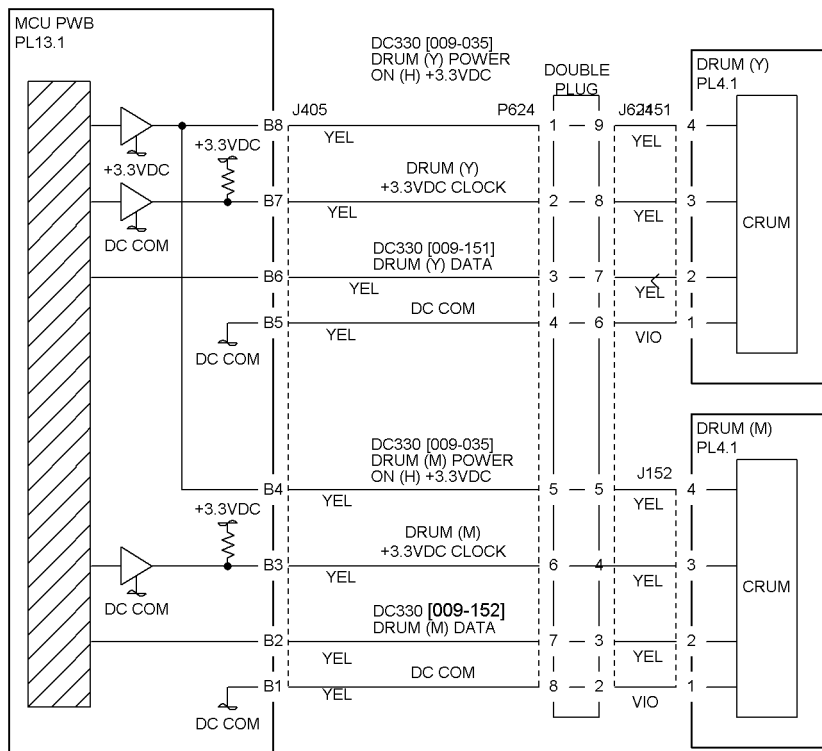 MCU PWB
PL13.1
DC330 [009-035]
DRUM (Y) POWER
ON (H) +3.3VDC
DOUBLE
PLUG
DRUM (Y)
PL4.1
B8
J405
P624
1
9
J624
J151
4
YEL
YEL
+3.3VDC
+3.3VDC
DRUM (Y)
+3.3VDC CLOCK
B7
2
8
3
YEL
YEL
CRUM
DC COM
DC330 [009-151]
DRUM (Y) DATA
B6
3
7
2
YEL
YEL
DC COM
B5
4
6
1
YEL
VIO
DC COM
DC330 [009-035]
DRUM (M) POWER
ON (H) +3.3VDC
DRUM (M)
PL4.1
J152
B4
5
5
4
YEL
YEL
+3.3VDC
DRUM (M)
+3.3VDC CLOCK
B3
6
4
3
YEL
YEL
CRUM
DC COM
DC330 [009-152]
DRUM (M) DATA
B2
7
3
2
YEL
YEL
DC COM
B1
8
2
1
YEL
VIO
DC COM